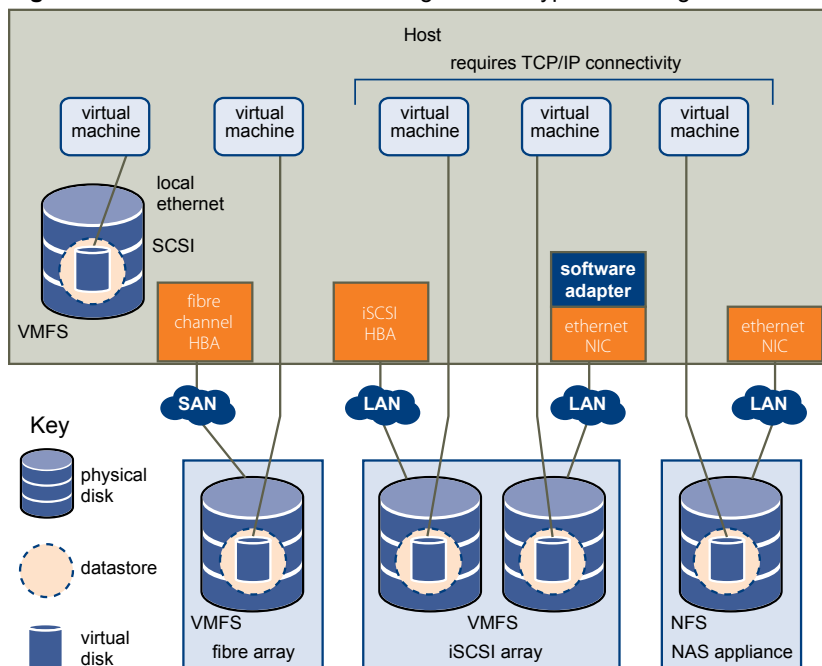 Host
requires TCP/IP connectivity
virtual
machine
virtual
machine
virtual
machine
virtual
machine
virtual
machine
local
ethernet
SCSI
VMFS
fibre
channel
HBA
iSCSI
HBA
software
adapter
ethernet
NIC
ethernet
NIC
SAN
LAN
LAN
LAN
Key
physical
disk
datastore
virtual
disk
VMFS
fibre array
VMFS
iSCSI array
NFS
NAS appliance